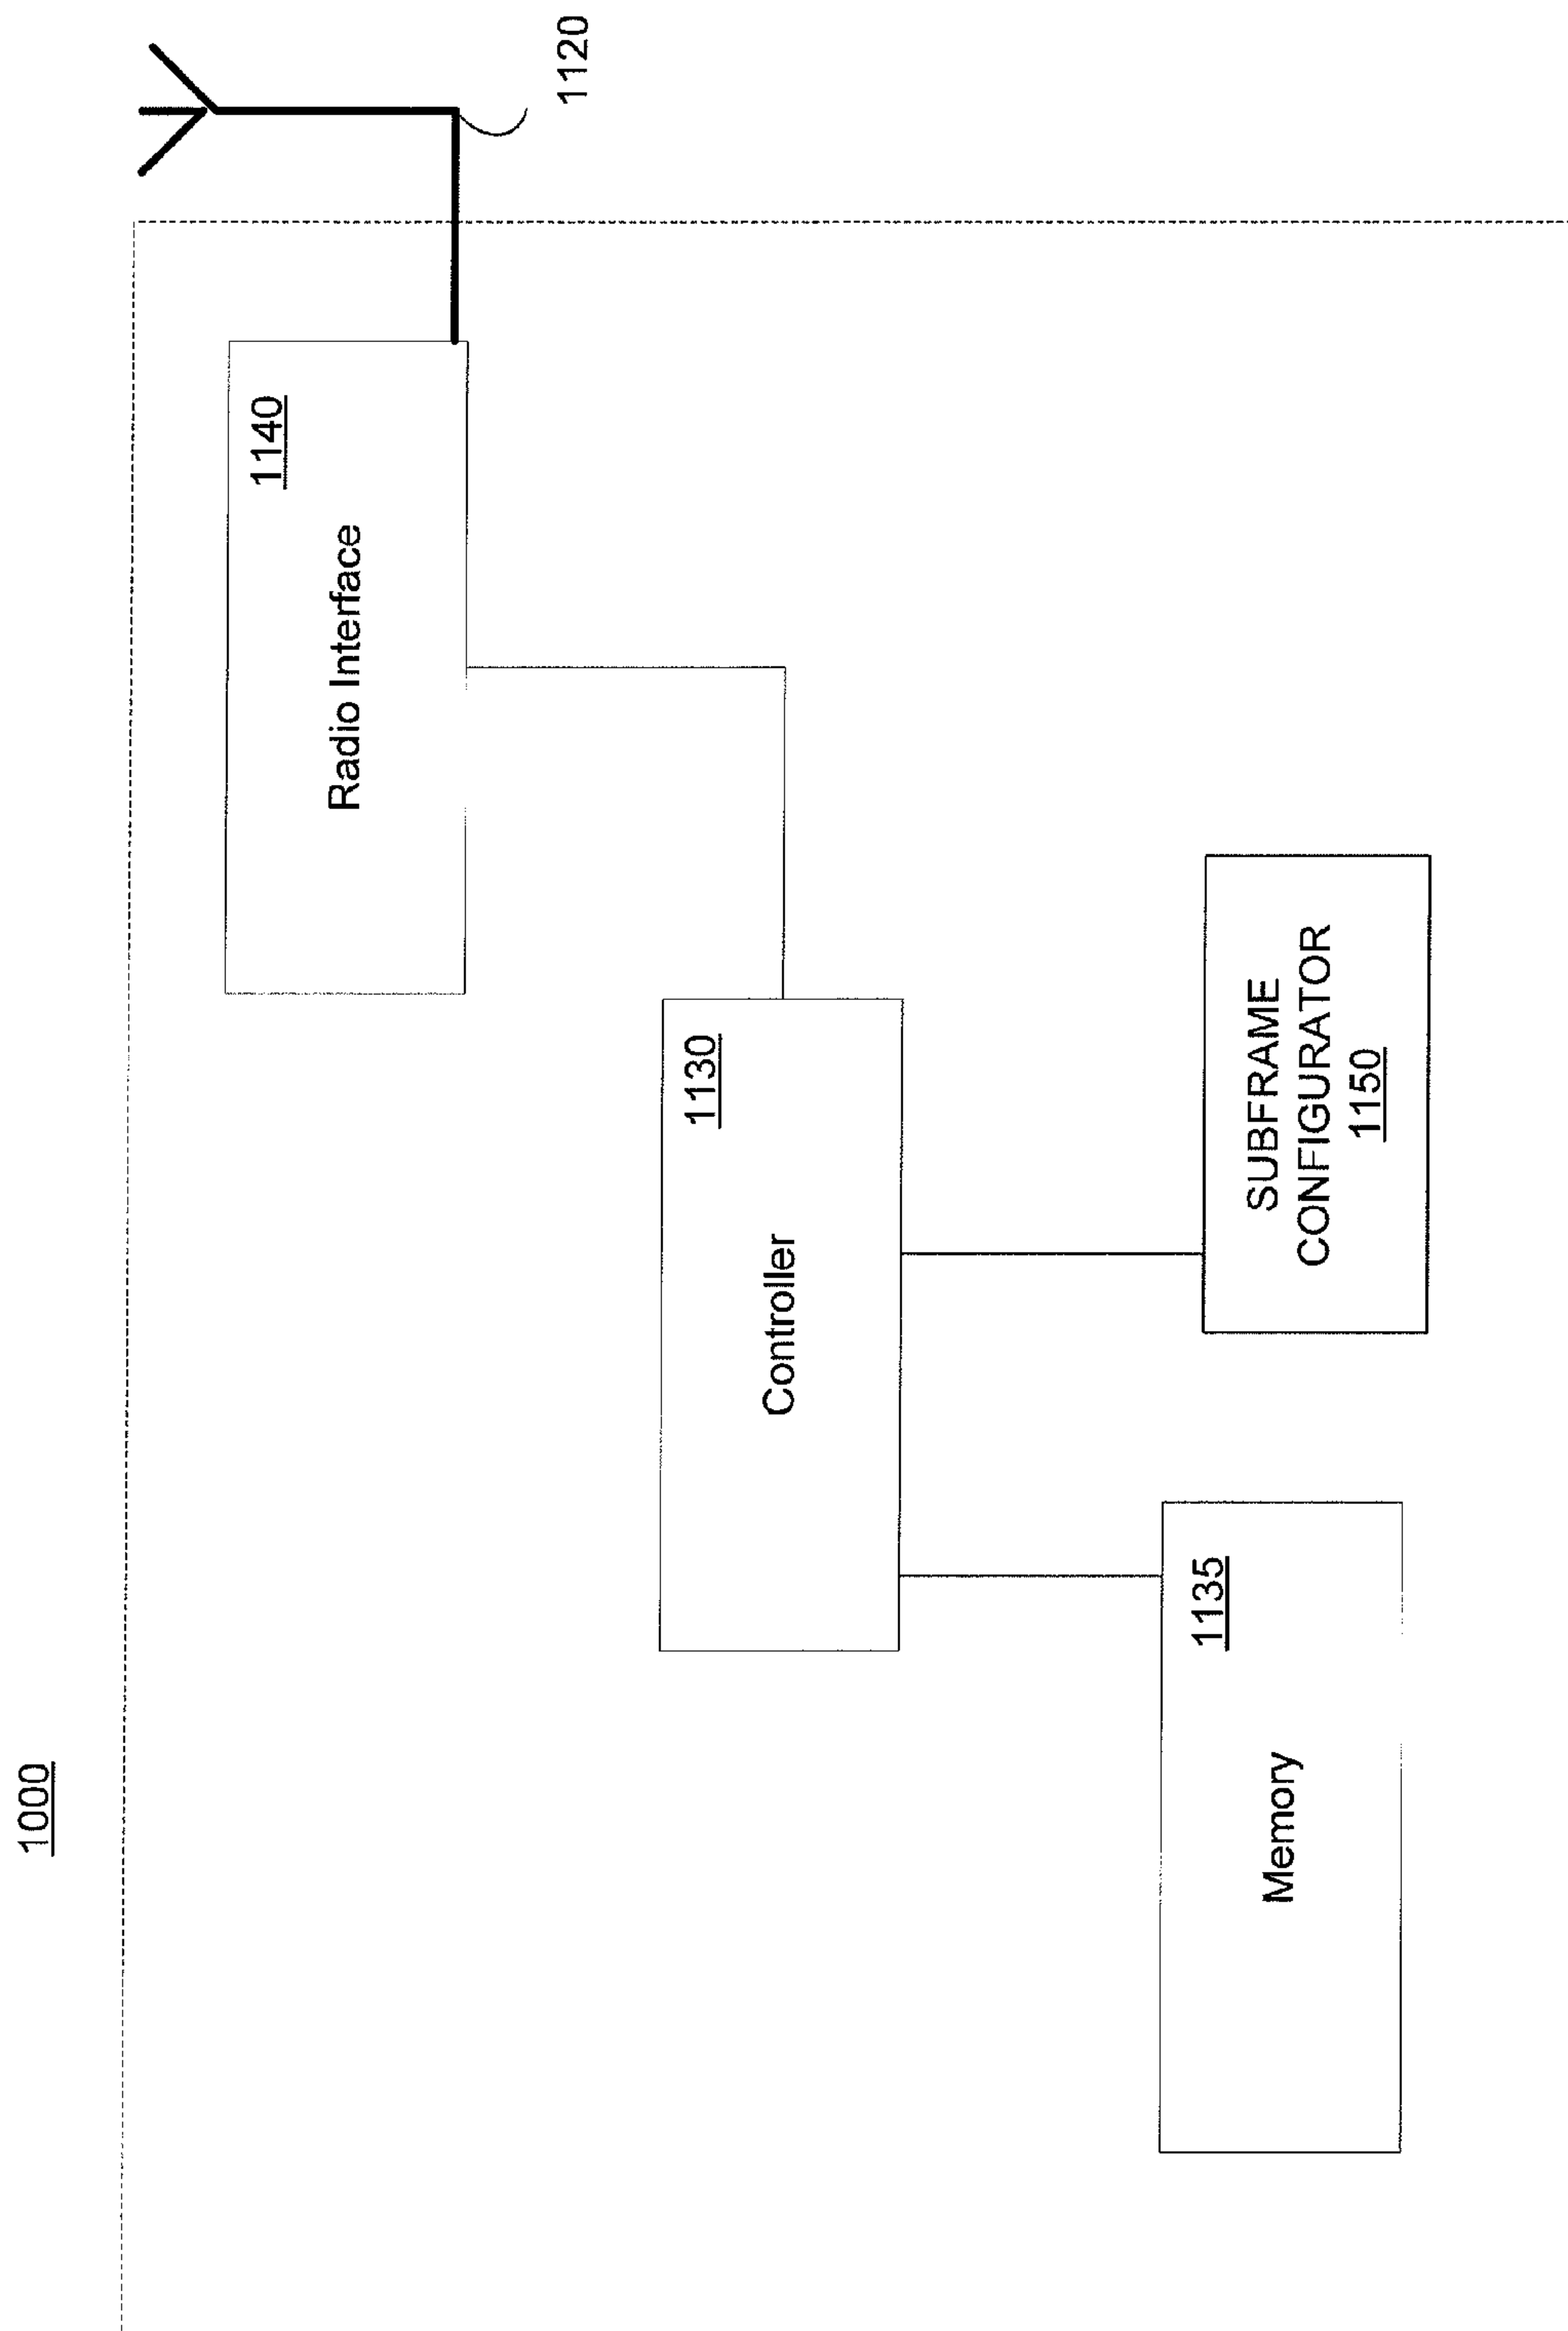 1000
1120
1140
Radio Interface
1130
Controller
SUBFRAME
CONFIGURATOR
1150
1135
Memory